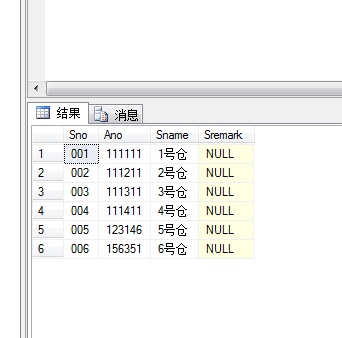 结果 消息
Sno Ano Sname Sremark
1 001 111111 1号仓 NULL
2 002 111211 2号仓 NULL
3 003 111311 3号仓 NULL
4 004 111411 4号仓 NULL
5 005 123146 5号仓 NULL
6 006 156351 6号仓 NULL